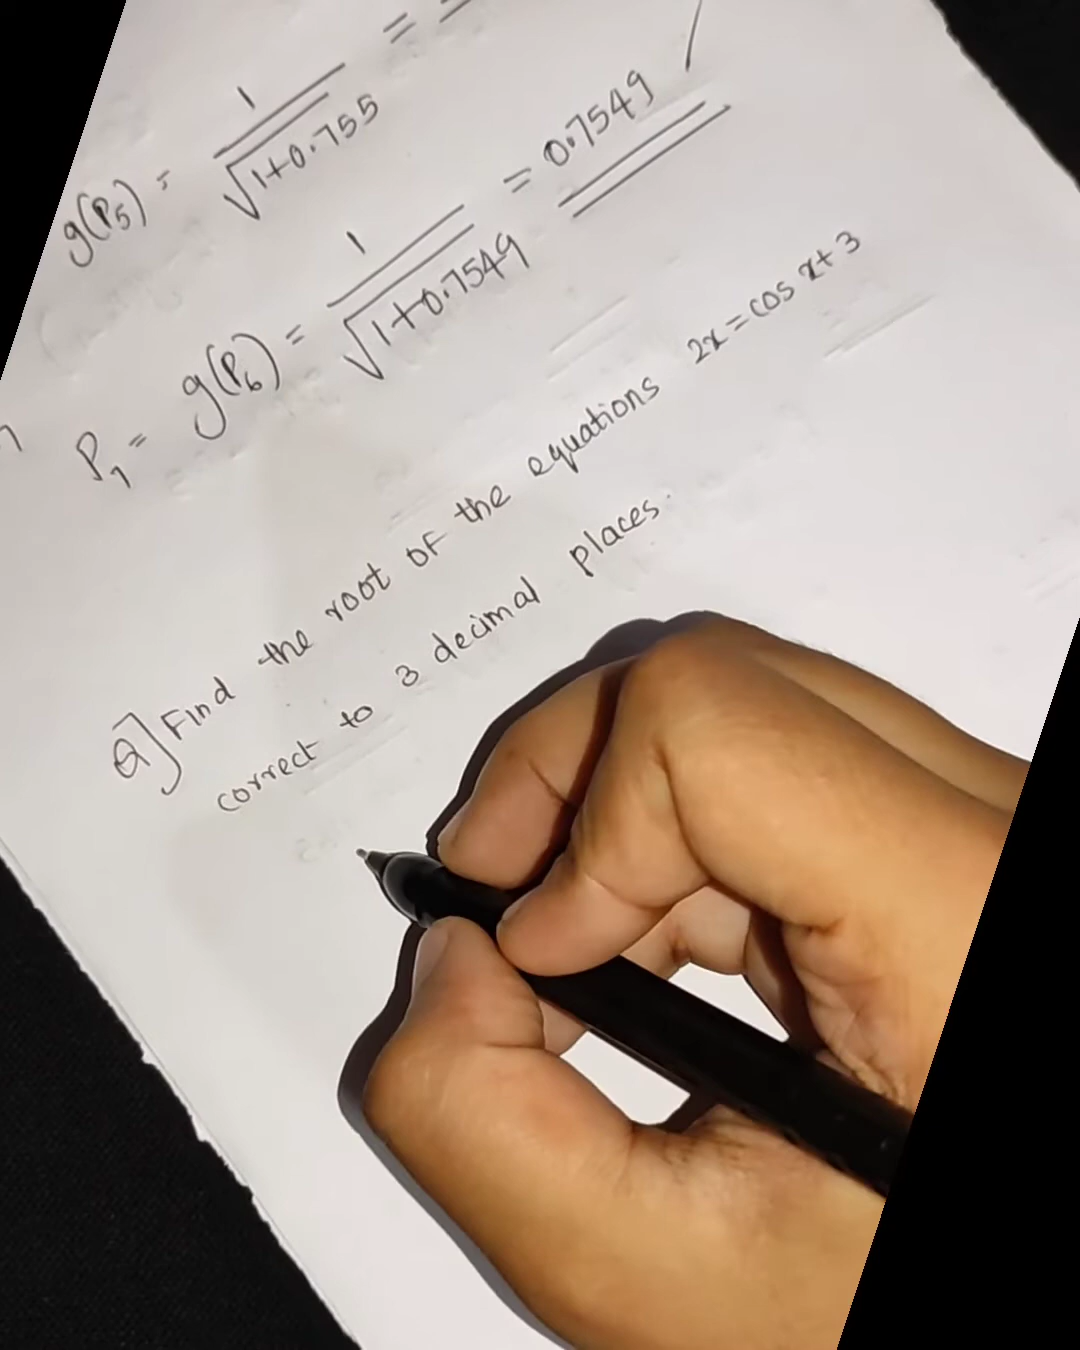 =
g(P₅) = 1/√1+0.755
P₇ = g(P₆) = 1/√1+0.7549 = 0.7549
Q] Find the root of the equations 2x = cos x + 3
correct to 3 decimal places.